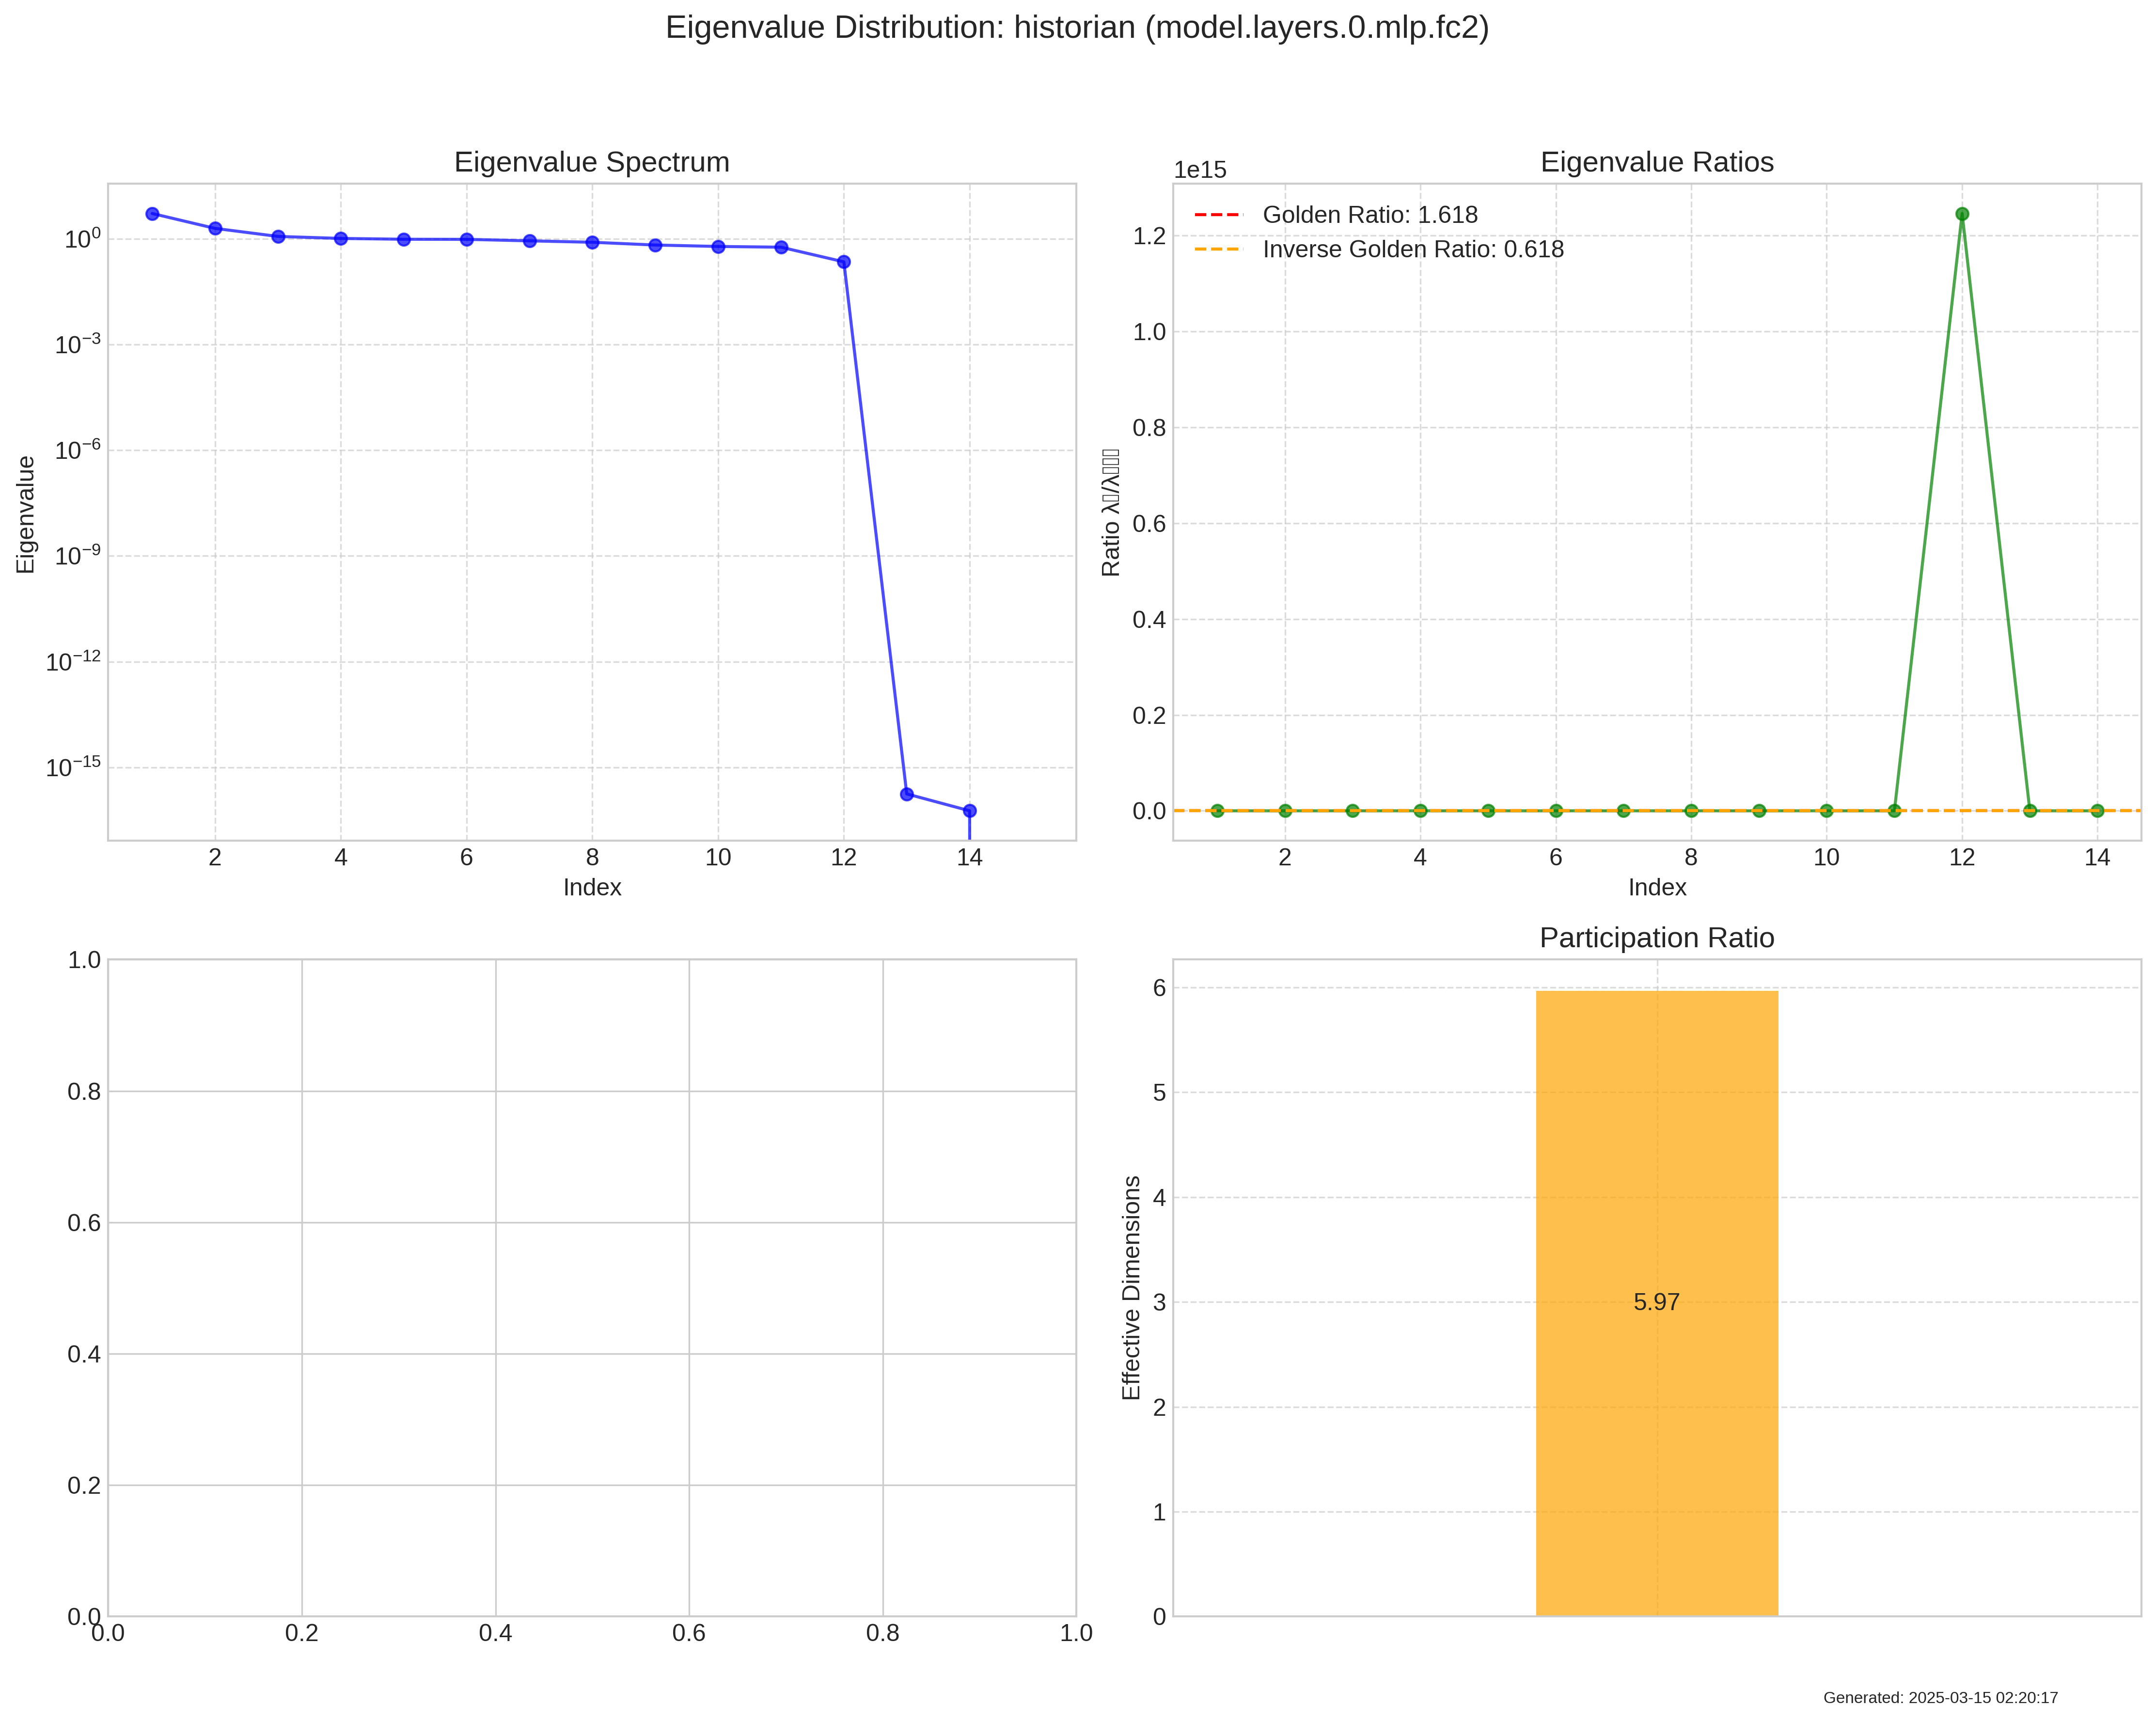 Eigenvalue Distribution: historian (model.layers.0.mlp.fc2)
Eigenvalue Spectrum
10⁰
10⁻³
10⁻⁶
10⁻⁹
10⁻¹²
10⁻¹⁵
Eigenvalue
2 4 6 8 10 12 14
Index
Eigenvalue Ratios
1e15
Golden Ratio: 1.618
Inverse Golden Ratio: 0.618
1.2
1.0
0.8
0.6
0.4
0.2
0.0
Ratio λ▯/λ▯▯▯
2 4 6 8 10 12 14
Index
1.0
0.8
0.6
0.4
0.2
0.0
0.0 0.2 0.4 0.6 0.8 1.0
Participation Ratio
6
5
4
3
2
1
0
Effective Dimensions
5.97
Generated: 2025-03-15 02:20:17